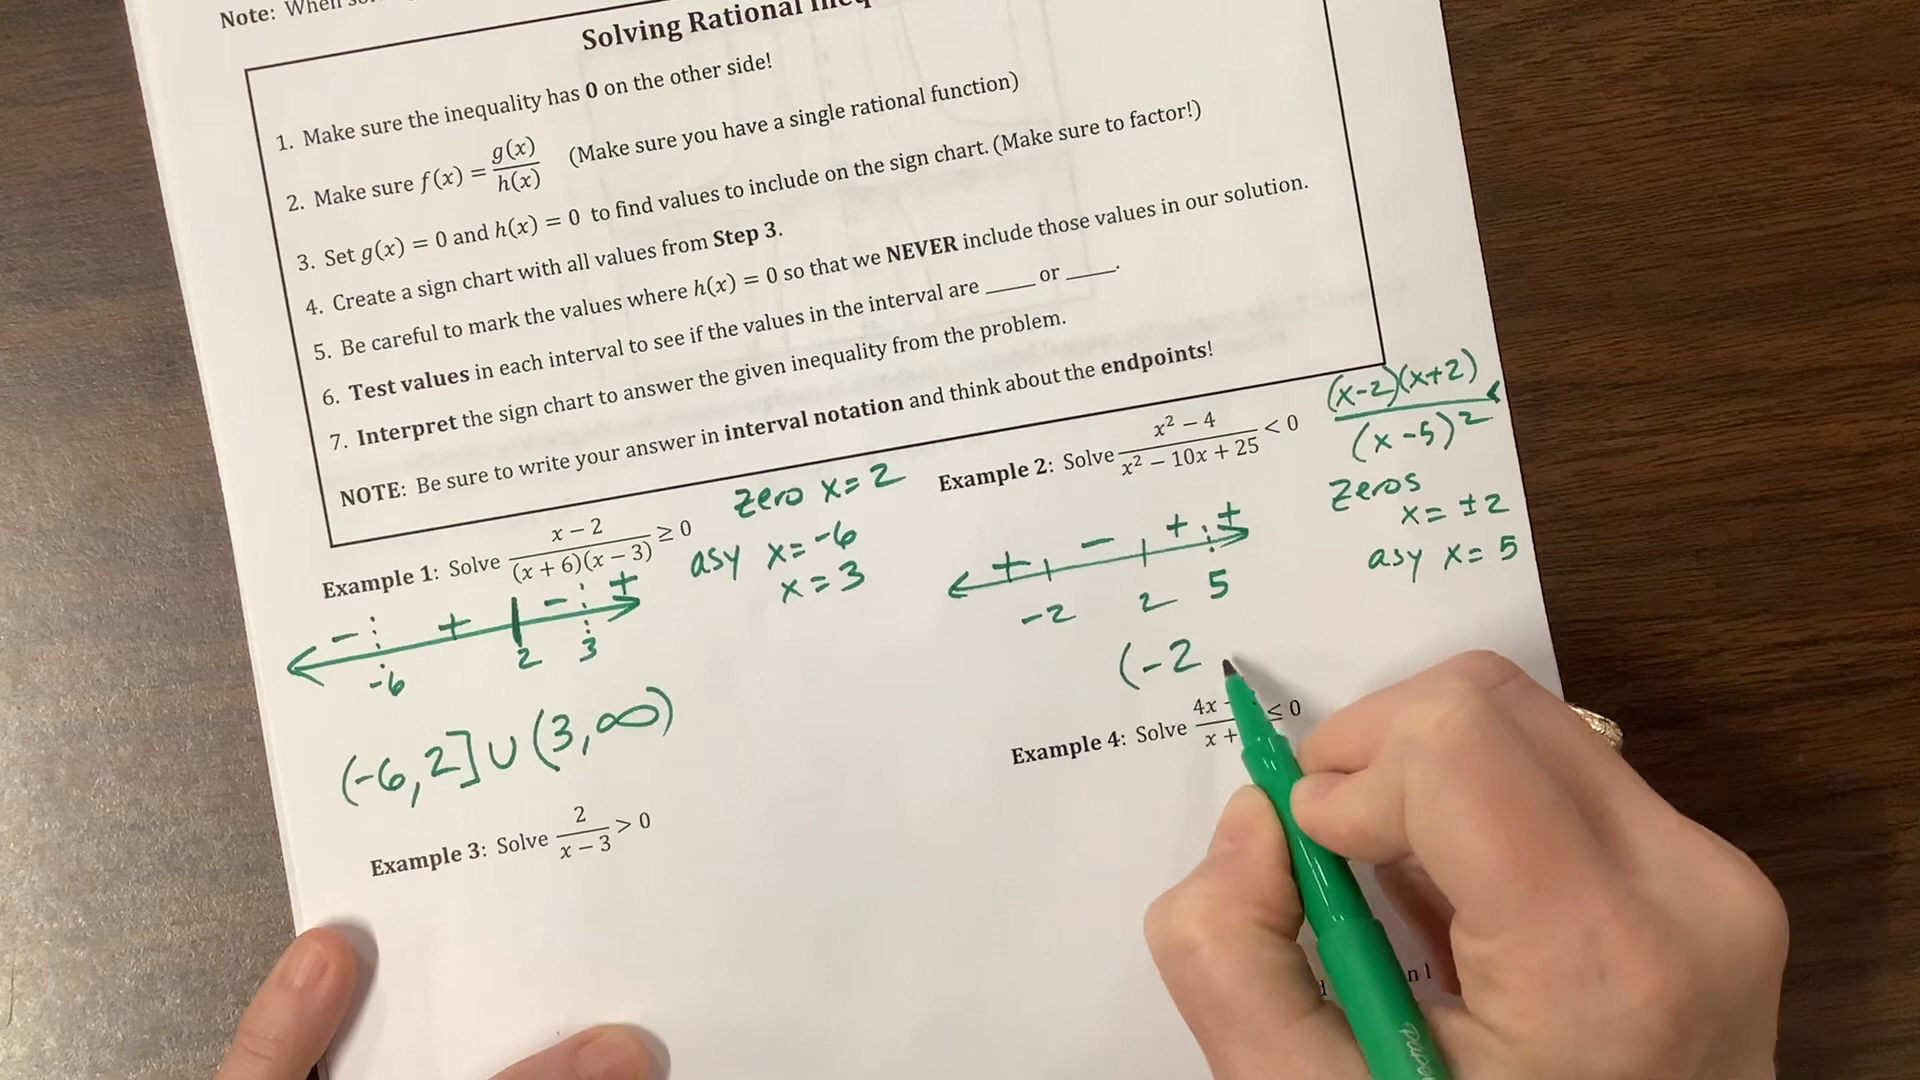 Note: When
Solving Rational
1. Make sure the inequality has 0 on the other side!
2. Make sure f(x) = g(x)/h(x) (Make sure you have a single rational function)
3. Set g(x) = 0 and h(x) = 0 to find values to include on the sign chart. (Make sure to factor!)
4. Create a sign chart with all values from Step 3.
5. Be careful to mark the values where h(x) = 0 so that we NEVER include those values in our solution.
6. Test values in each interval to see if the values in the interval are _____ or _____.
7. Interpret the sign chart to answer the given inequality from the problem.
NOTE: Be sure to write your answer in interval notation and think about the endpoints!
Example 1: Solve x − 2/(x + 6)(x − 3) ≥ 0
zero x = 2
asy x = -6
x = 3
- + - +
-6 2 3
(-6, 2] ∪ (3, ∞)
Example 2: Solve x² − 4/x² − 10x + 25 < 0
(x-2)(x+2)
(x-5)²
zeros
x = ±2
asy x = 5
+ - + +
-2 2 5
(-2
Example 3: Solve 2/x − 3 > 0
Example 4: Solve 4x
x +
≤ 0